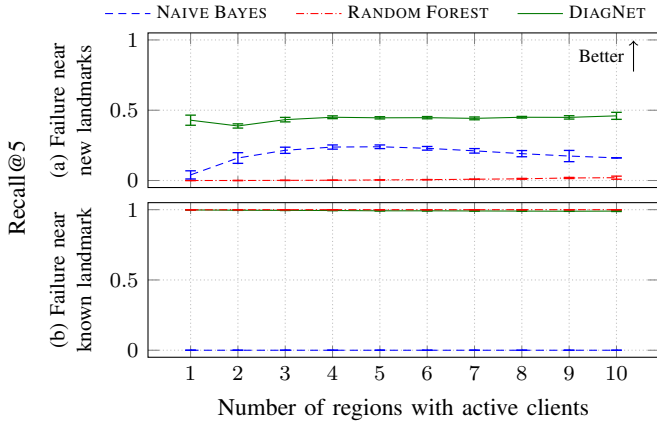 NAIVE BAYES RANDOM FOREST DIAGNET
Recall@5
(a) Failure near
new landmarks
1
0.5
0
Better
(b) Failure near
known landmark
1
0.5
0
1 2 3 4 5 6 7 8 9 10
Number of regions with active clients